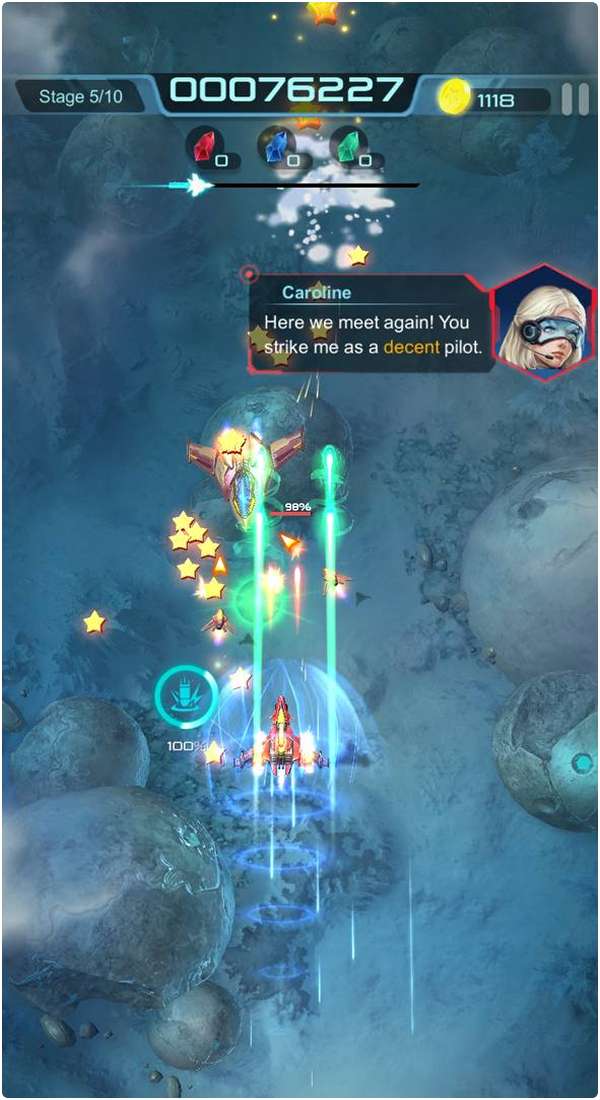 Stage 5/10
00076227
1118
0
0
0
Caroline
Here we meet again! You
strike me as a decent pilot.
98%
100%